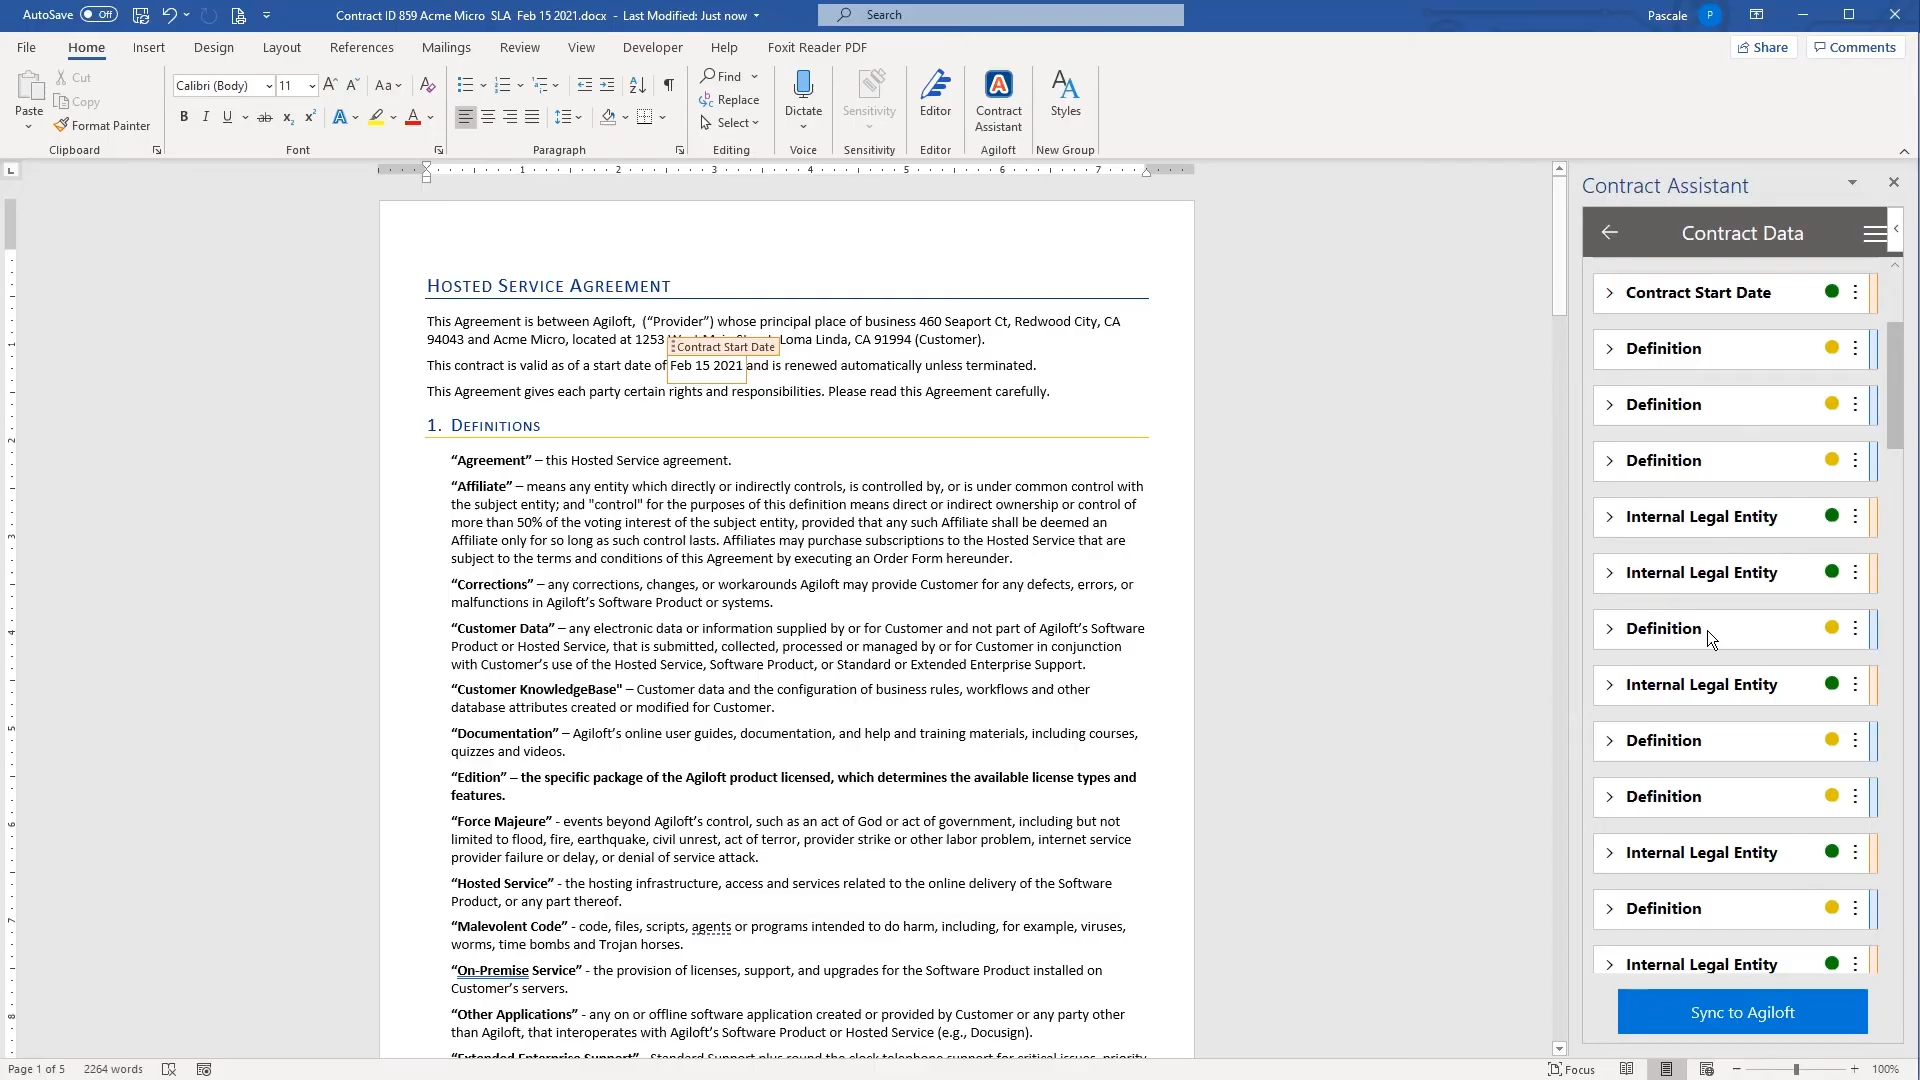 AutoSave Off
Contract ID 859 Acme Micro SLA Feb 15 2021.docx - Last Modified: Just now
Search
Pascale P
File Home Insert Design Layout References Mailings Review View Developer Help Foxit Reader PDF
Share Comments
Paste
Cut
Copy
Format Painter
Clipboard
Calibri (Body) 11
Font
Paragraph
Find
Replace
Select
Editing
Dictate
Voice
Sensitivity
Sensitivity
Editor
Editor
Contract
Assistant
Agiloft
Styles
New Group
1 2 3 4 5 6 7
HOSTED SERVICE AGREEMENT
This Agreement is between Agiloft, (“Provider”) whose principal place of business 460 Seaport Ct, Redwood City, CA
94043 and Acme Micro, located at 1253 Loma Linda, CA 91994 (Customer).
Contract Start Date
This contract is valid as of a start date of Feb 15 2021 and is renewed automatically unless terminated.
This Agreement gives each party certain rights and responsibilities. Please read this Agreement carefully.
1. DEFINITIONS
“Agreement” – this Hosted Service agreement.
“Affiliate” – means any entity which directly or indirectly controls, is controlled by, or is under common control with
the subject entity; and "control" for the purposes of this definition means direct or indirect ownership or control of
more than 50% of the voting interest of the subject entity, provided that any such Affiliate shall be deemed an
Affiliate only for so long as such control lasts. Affiliates may purchase subscriptions to the Hosted Service that are
subject to the terms and conditions of this Agreement by executing an Order Form hereunder.
“Corrections” – any corrections, changes, or workarounds Agiloft may provide Customer for any defects, errors, or
malfunctions in Agiloft’s Software Product or systems.
“Customer Data” – any electronic data or information supplied by or for Customer and not part of Agiloft’s Software
Product or Hosted Service, that is submitted, collected, processed or managed by or for Customer in conjunction
with Customer’s use of the Hosted Service, Software Product, or Standard or Extended Enterprise Support.
“Customer KnowledgeBase" – Customer data and the configuration of business rules, workflows and other
database attributes created or modified for Customer.
“Documentation” – Agiloft’s online user guides, documentation, and help and training materials, including courses,
quizzes and videos.
“Edition” – the specific package of the Agiloft product licensed, which determines the available license types and
features.
“Force Majeure” - events beyond Agiloft’s control, such as an act of God or act of government, including but not
limited to flood, fire, earthquake, civil unrest, act of terror, provider strike or other labor problem, internet service
provider failure or delay, or denial of service attack.
“Hosted Service” - the hosting infrastructure, access and services related to the online delivery of the Software
Product, or any part thereof.
“Malevolent Code” - code, files, scripts, agents or programs intended to do harm, including, for example, viruses,
worms, time bombs and Trojan horses.
“On-Premise Service” - the provision of licenses, support, and upgrades for the Software Product installed on
Customer’s servers.
“Other Applications” - any on or offline software application created or provided by Customer or any party other
than Agiloft, that interoperates with Agiloft’s Software Product or Hosted Service (e.g., Docusign).
“Extended Enterprise Support” - Standard Support plus round the clock telephone support for critical issues, priority
Contract Assistant
Contract Data
Contract Start Date
Definition
Definition
Definition
Internal Legal Entity
Internal Legal Entity
Definition
Internal Legal Entity
Definition
Definition
Internal Legal Entity
Definition
Internal Legal Entity
Sync to Agiloft
Page 1 of 5 2264 words
Focus
100%